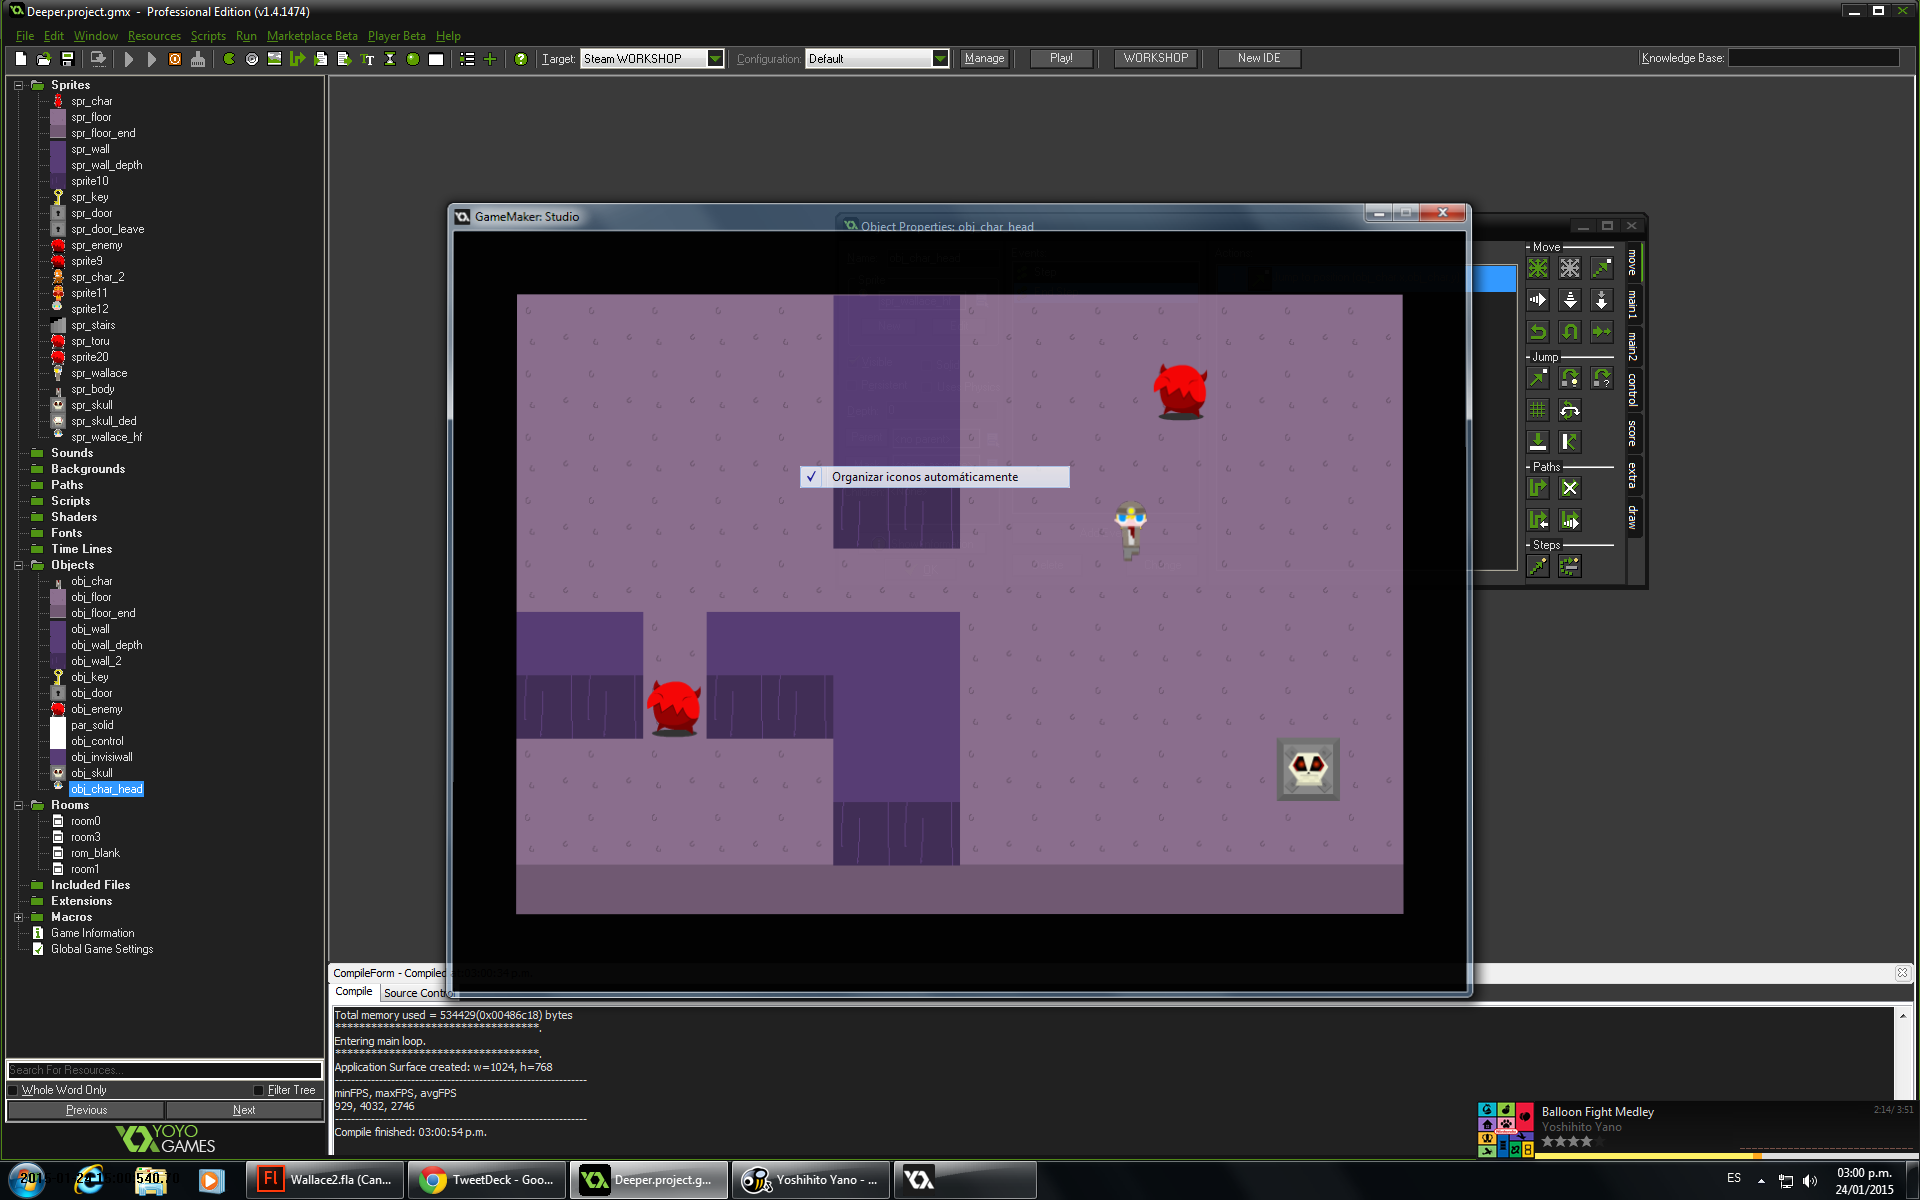 Deeper.project.gmx - Professional Edition (v1.4.1474)
File Edit Window Resources Scripts Run Marketplace Beta Player Beta Help
Target: Steam WORKSHOP Configuration: Default Manage Play! WORKSHOP New IDE Knowledge Base:
Sprites
spr_char
spr_floor
spr_floor_end
spr_wall
spr_wall_depth
sprite10
spr_key
spr_door
spr_door_leave
spr_enemy
sprite9
spr_char_2
sprite11
sprite12
spr_stairs
spr_toru
sprite20
spr_wallace
spr_body
spr_skull
spr_skull_ded
spr_wallace_hf
Sounds
Backgrounds
Paths
Scripts
Shaders
Fonts
Time Lines
Objects
obj_char
obj_floor
obj_floor_end
obj_wall
obj_wall_depth
obj_wall_2
obj_key
obj_door
obj_enemy
par_solid
obj_control
obj_invisiwall
obj_skull
obj_char_head
Rooms
room0
room3
rom_blank
room1
Included Files
Extensions
Macros
Game Information
Global Game Settings
Search For Resources...
Whole Word Only Filter Tree
Previous Next
YOYO
GAMES
GameMaker: Studio
Object Properties: obj_char_head
Organizar iconos automáticamente
Move
Jump
Paths
Steps
move
main1
main2
control
score
extra
draw
CompileForm - Compiled
Compile Source Control
Total memory used = 534429(0x00486c18) bytes
**********************************.
Entering main loop.
**********************************.
Application Surface created: w=1024, h=768
minFPS, maxFPS, avgFPS
929, 4032, 2746
Compile finished: 03:00:54 p.m.
Balloon Fight Medley 2:14/ 3:51
Yoshihito Yano
Wallace2.fla (Can...
TweetDeck - Goo...
Deeper.project.g...
Yoshihito Yano - ...
ES
03:00 p.m.
24/01/2015